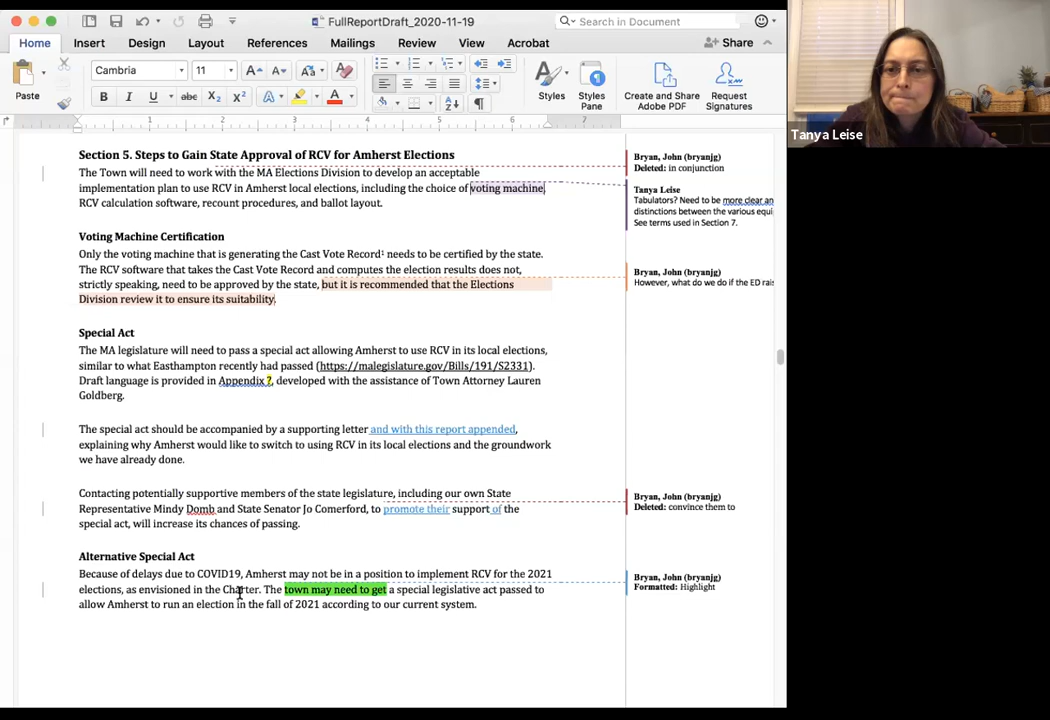 FullReportDraft_2020-11-19
Search in Document
Home Insert Design Layout References Mailings Review View Acrobat Share
Paste
Cambria 11
B I U abc X2 X2 A A
Styles
Styles Pane
Create and Share Adobe PDF
Request Signatures
1 2 3 4 5 6 7
Section 5. Steps to Gain State Approval of RCV for Amherst Elections
The Town will need to work with the MA Elections Division to develop an acceptable
implementation plan to use RCV in Amherst local elections, including the choice of voting machine,
RCV calculation software, recount procedures, and ballot layout.
Voting Machine Certification
Only the voting machine that is generating the Cast Vote Record¹ needs to be certified by the state.
The RCV software that takes the Cast Vote Record and computes the election results does not,
strictly speaking, need to be approved by the state, but it is recommended that the Elections
Division review it to ensure its suitability.
Special Act
The MA legislature will need to pass a special act allowing Amherst to use RCV in its local elections,
similar to what Easthampton recently had passed (https://malegislature.gov/Bills/191/S2331).
Draft language is provided in Appendix ?, developed with the assistance of Town Attorney Lauren
Goldberg.
The special act should be accompanied by a supporting letter and with this report appended,
explaining why Amherst would like to switch to using RCV in its local elections and the groundwork
we have already done.
Contacting potentially supportive members of the state legislature, including our own State
Representative Mindy Domb and State Senator Jo Comerford, to promote their support of the
special act, will increase its chances of passing.
Alternative Special Act
Because of delays due to COVID19, Amherst may not be in a position to implement RCV for the 2021
elections, as envisioned in the Charter. The town may need to get a special legislative act passed to
allow Amherst to run an election in the fall of 2021 according to our current system.
Bryan, John (bryanjg)
Deleted: in conjunction
Tanya Leise
Tabulators? Need to be more clear an
distinctions between the various equi
See terms used in Section 7.
Bryan, John (bryanjg)
However, what do we do if the ED rais
Bryan, John (bryanjg)
Deleted: convince them to
Bryan, John (bryanjg)
Formatted: Highlight
Tanya Leise